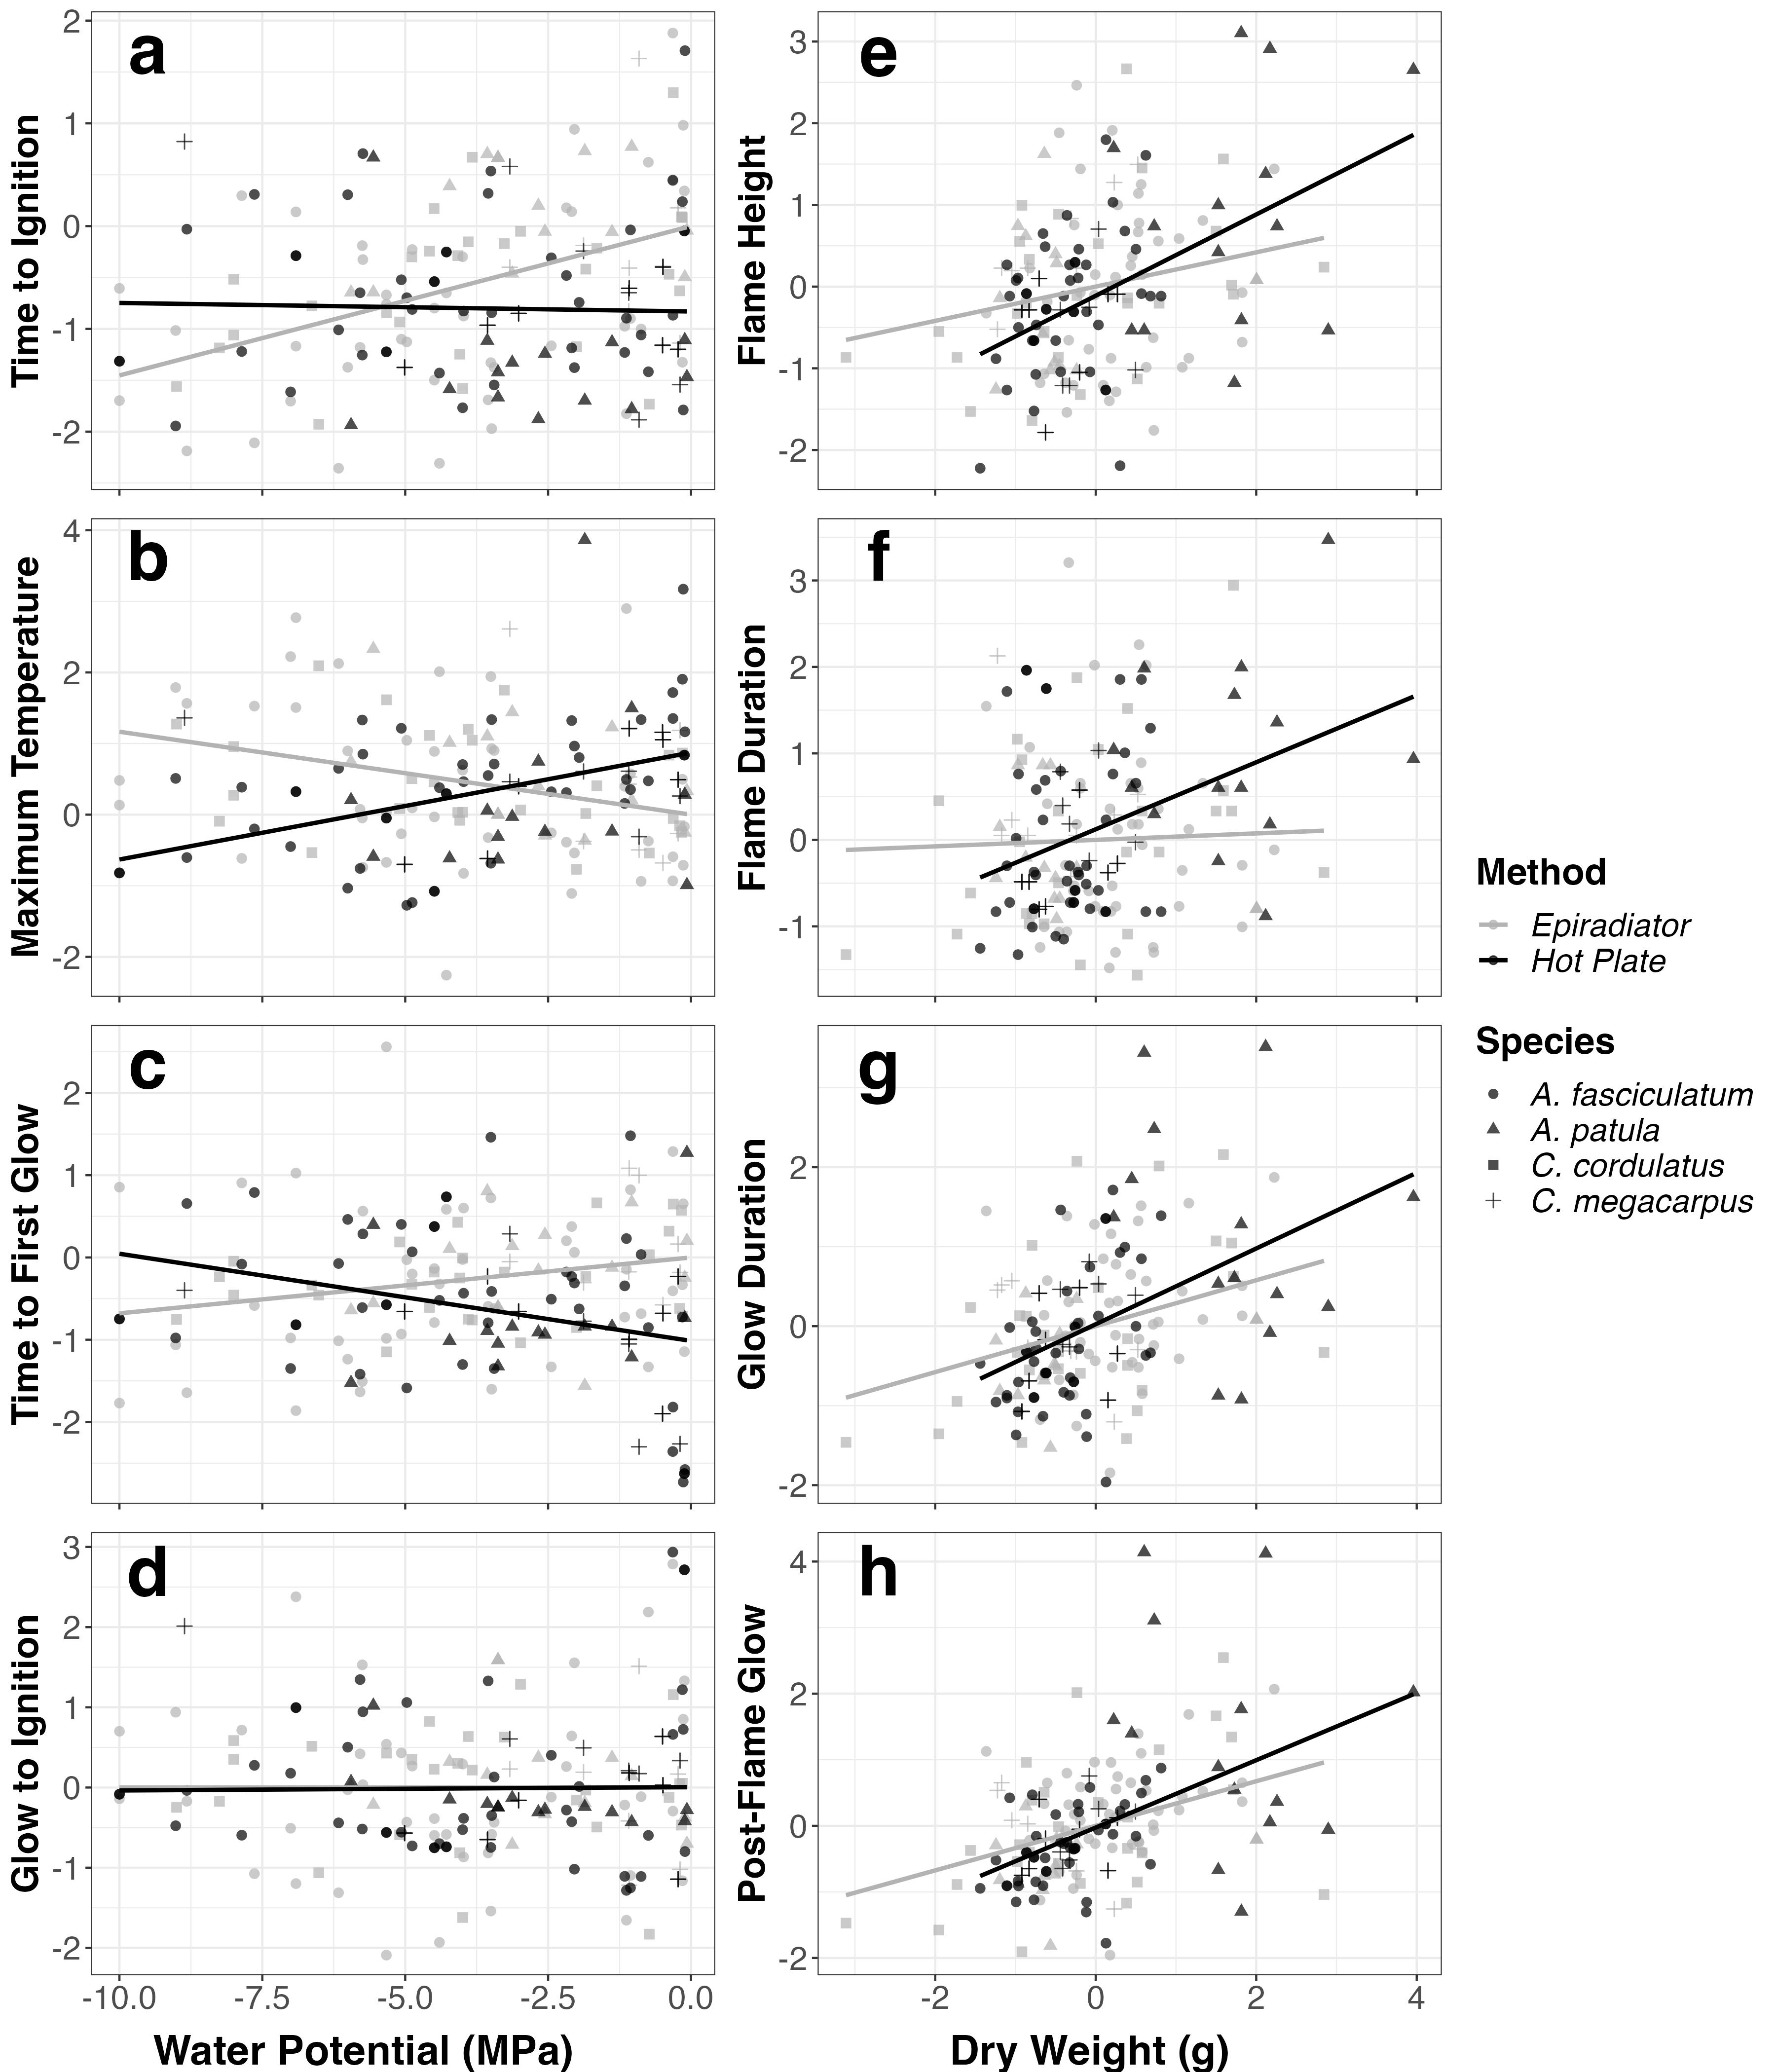 a
Time to Ignition
2
1
0
-1
-2
b
Maximum Temperature
4
2
0
-2
c
Time to First Glow
2
1
0
-1
-2
d
Glow to Ignition
3
2
1
0
-1
-2
-10.0 -7.5 -5.0 -2.5 0.0
Water Potential (MPa)
e
Flame Height
3
2
1
0
-1
-2
f
Flame Duration
3
2
1
0
-1
g
Glow Duration
2
0
-2
h
Post-Flame Glow
4
2
0
-2
-2 0 2 4
Dry Weight (g)
Method
Epiradiator
Hot Plate
Species
A. fasciculatum
A. patula
C. cordulatus
C. megacarpus